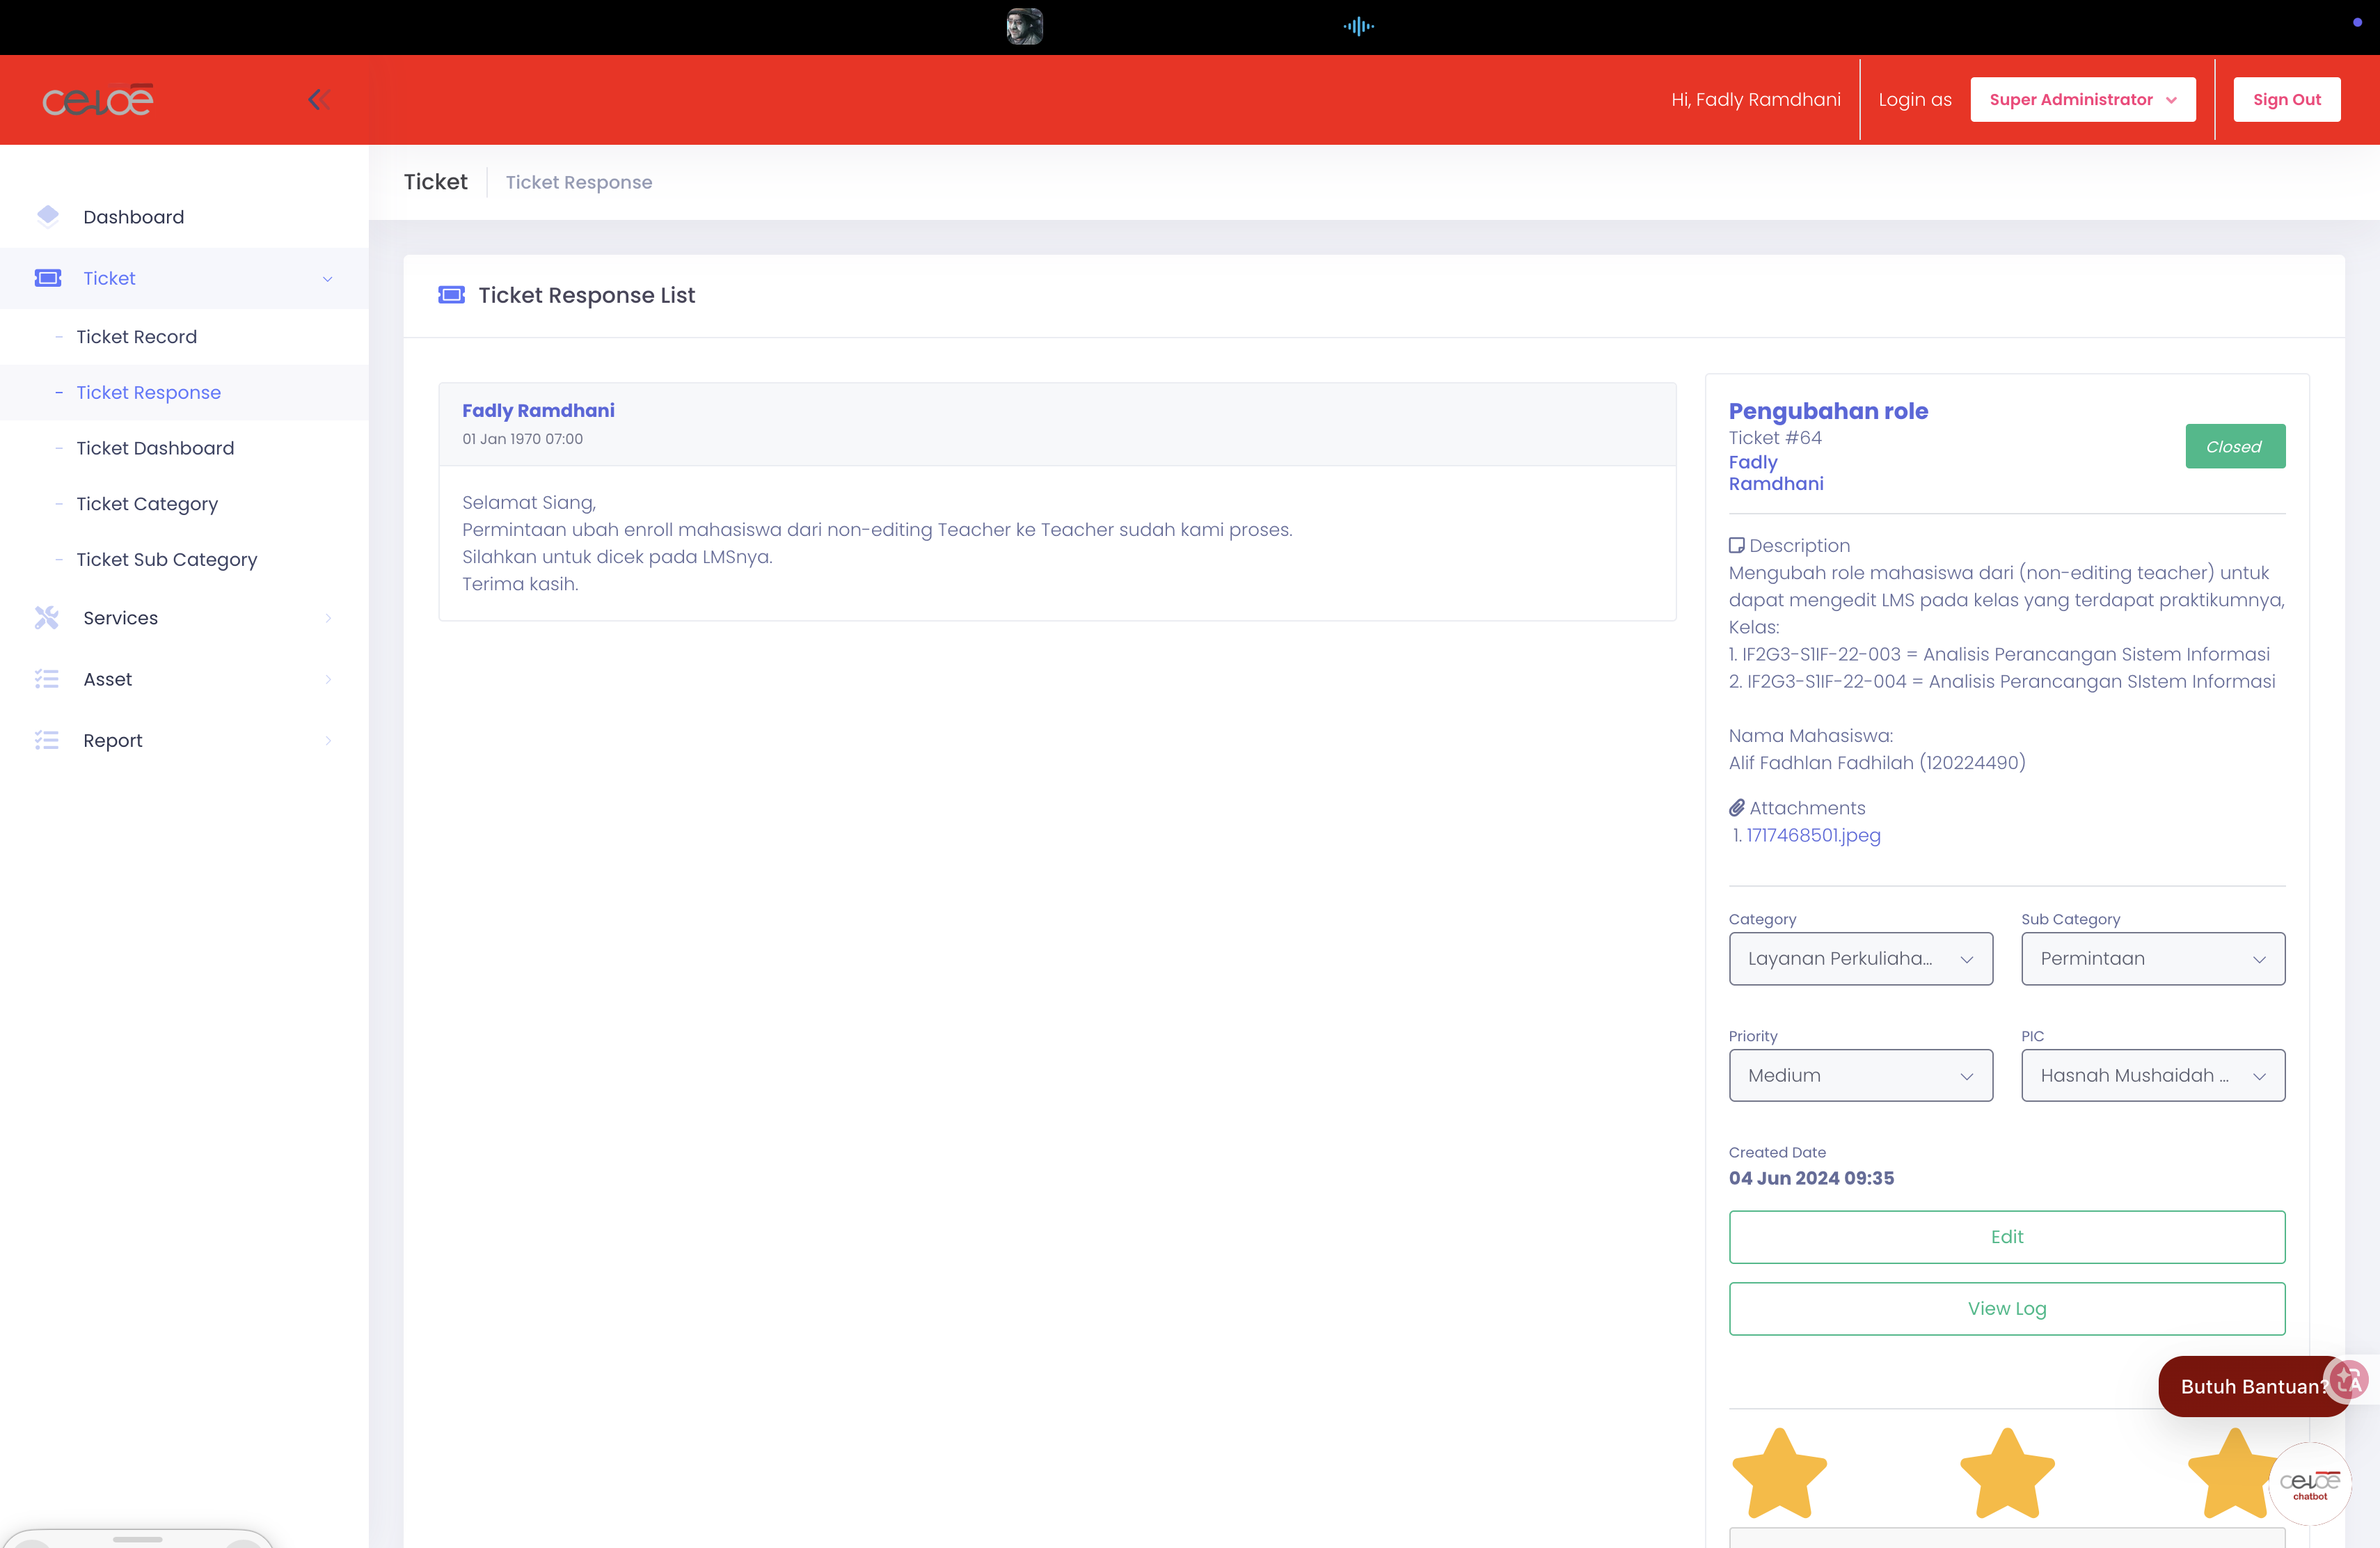 celoe
Hi, Fadly Ramdhani
Login as
Super Administrator
Sign Out
Dashboard
Ticket
- Ticket Record
- Ticket Response
- Ticket Dashboard
- Ticket Category
- Ticket Sub Category
Services
Asset
Report
Ticket
Ticket Response
Ticket Response List
Fadly Ramdhani
01 Jan 1970 07:00
Selamat Siang,
Permintaan ubah enroll mahasiswa dari non-editing Teacher ke Teacher sudah kami proses.
Silahkan untuk dicek pada LMSnya.
Terima kasih.
Pengubahan role
Ticket #64
Fadly
Ramdhani
Closed
Description
Mengubah role mahasiswa dari (non-editing teacher) untuk
dapat mengedit LMS pada kelas yang terdapat praktikumnya,
Kelas:
1. IF2G3-S1IF-22-003 = Analisis Perancangan Sistem Informasi
2. IF2G3-S1IF-22-004 = Analisis Perancangan SIstem Informasi
Nama Mahasiswa:
Alif Fadhlan Fadhilah (120224490)
Attachments
1. 1717468501.jpeg
Category
Sub Category
Layanan Perkuliaha...
Permintaan
Priority
PIC
Medium
Hasnah Mushaidah ...
Created Date
04 Jun 2024 09:35
Edit
View Log
Butuh Bantuan?
celoe
chatbot